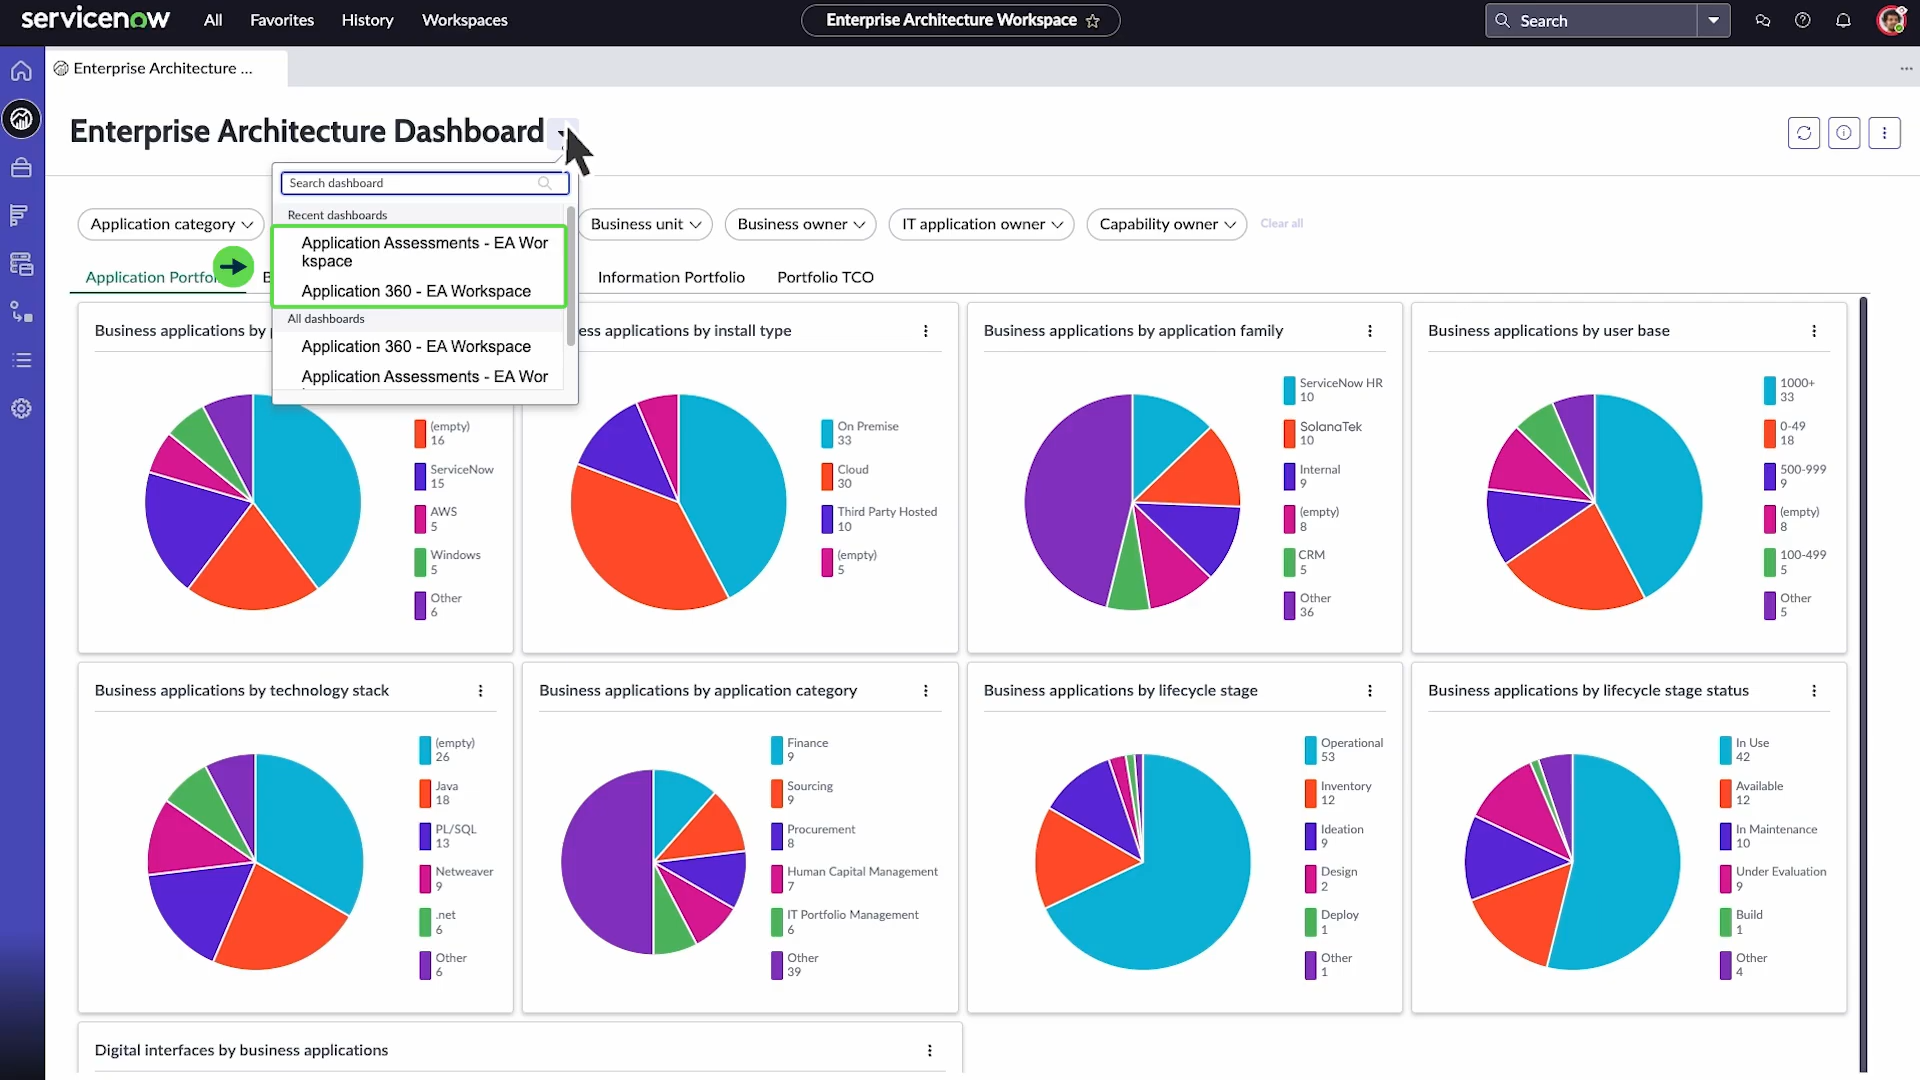 servicenow
All
Favorites
History
Workspaces
Enterprise Architecture Workspace
Search
Enterprise Architecture ...
Enterprise Architecture Dashboard
Search dashboard
Recent dashboards
Application Assessments - EA Wor
kspace
Application 360 - EA Workspace
All dashboards
Application 360 - EA Workspace
Application Assessments - EA Wor
Application category
Business unit
Business owner
IT application owner
Capability owner
Clear all
Application Portfo
B
Information Portfolio
Portfolio TCO
Business applications by
(empty)
16
ServiceNow
15
AWS
5
Windows
5
Other
6
ess applications by install type
On Premise
33
Cloud
30
Third Party Hosted
10
(empty)
5
Business applications by application family
ServiceNow HR
10
SolanaTek
10
Internal
9
(empty)
8
CRM
5
Other
36
Business applications by user base
1000+
33
0-49
18
500-999
9
(empty)
8
100-499
5
Other
5
Business applications by technology stack
(empty)
26
Java
18
PL/SQL
13
Netweaver
9
.net
6
Other
6
Business applications by application category
Finance
9
Sourcing
9
Procurement
8
Human Capital Management
7
IT Portfolio Management
6
Other
39
Business applications by lifecycle stage
Operational
53
Inventory
12
Ideation
9
Design
2
Deploy
1
Other
1
Business applications by lifecycle stage status
In Use
42
Available
12
In Maintenance
10
Under Evaluation
9
Build
1
Other
4
Digital interfaces by business applications